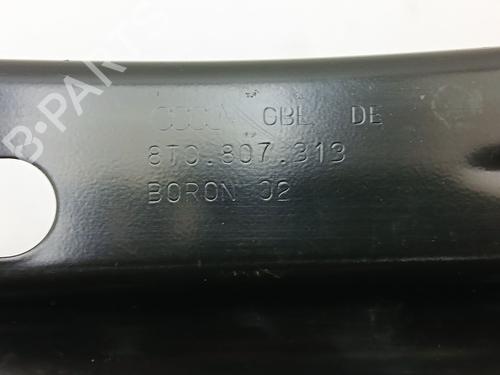 GBL DE
8T0.807.313
BORON 02
B-PARTS